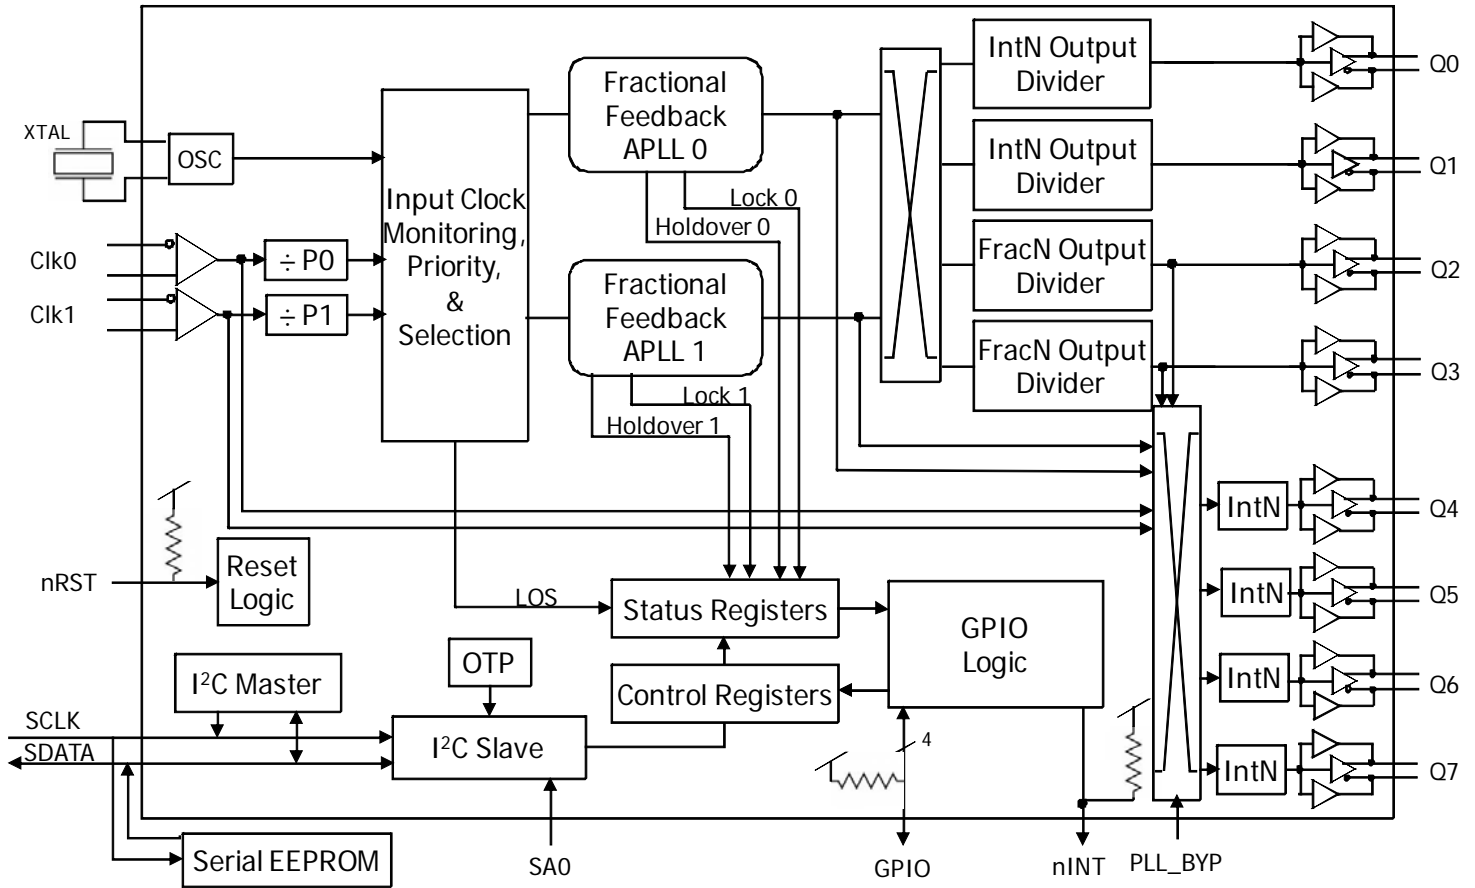 XTAL
OSC
Clk0
Clk1
÷ P0
÷ P1
Input Clock
Monitoring,
Priority,
&
Selection
Fractional
Feedback
APLL 0
Lock 0
Holdover 0
Fractional
Feedback
APLL 1
Lock 1
Holdover 1
IntN Output
Divider
IntN Output
Divider
FracN Output
Divider
FracN Output
Divider
Q0
Q1
Q2
Q3
IntN
Q4
IntN
Q5
IntN
Q6
IntN
Q7
nRST
Reset
Logic
LOS
Status Registers
GPIO
Logic
OTP
Control Registers
I²C Master
SCLK
SDATA
I²C Slave
4
Serial EEPROM
SA0
GPIO
nINT
PLL_BYP